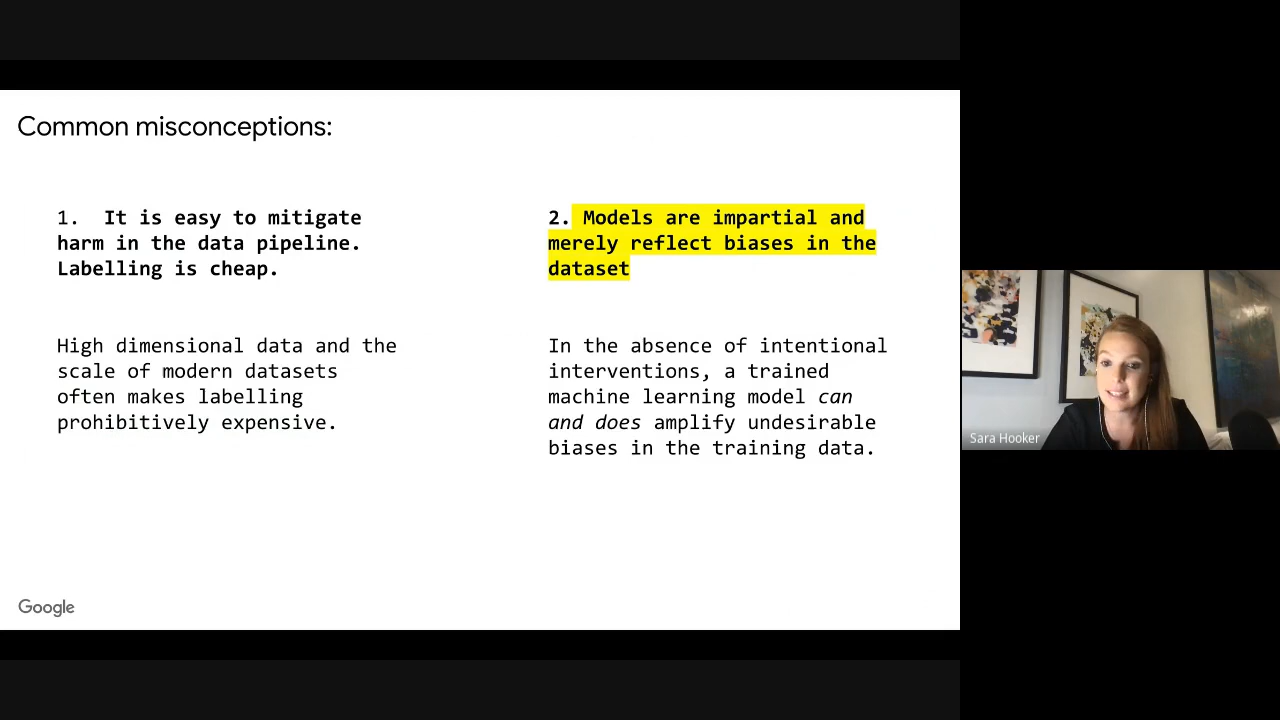 Common misconceptions:
1. It is easy to mitigate
harm in the data pipeline.
Labelling is cheap.
High dimensional data and the
scale of modern datasets
often makes labelling
prohibitively expensive.
2. Models are impartial and
merely reflect biases in the
dataset
In the absence of intentional
interventions, a trained
machine learning model can
and does amplify undesirable
biases in the training data.
Google
Sara Hooker